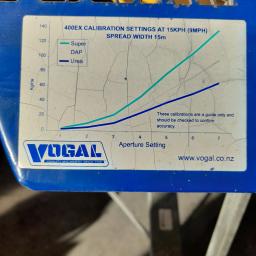 400EX CALIBRATION SETTINGS AT 15KPH (9MPH)
SPREAD WIDTH 15m
Super
DAP
Urea
140
120
100
80
60
40
20
0
Kg/Ha
1 2 3 4 5 6 7
These calibrations are a guide only and
should be checked to confirm
accuracy.
Aperture Setting
VOGAL
www.vogal.co.nz